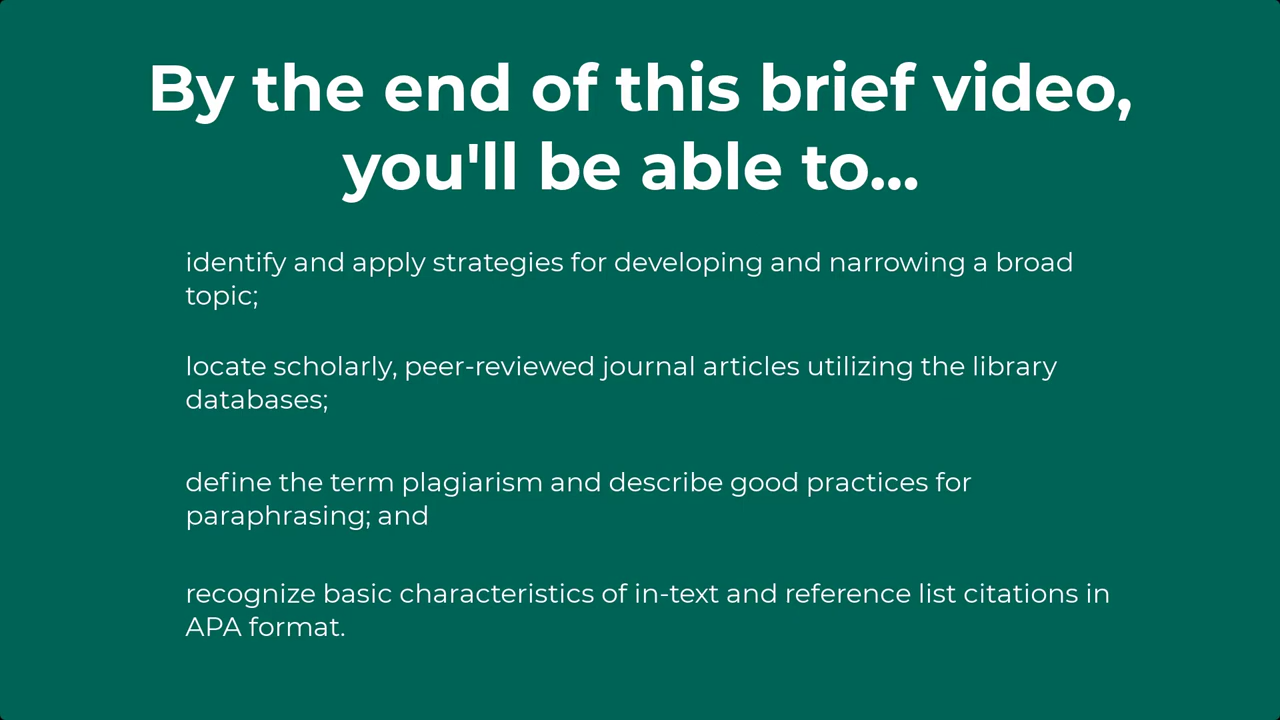 By the end of this brief video,
you'll be able to...
identify and apply strategies for developing and narrowing a broad
topic;
locate scholarly, peer-reviewed journal articles utilizing the library
databases;
define the term plagiarism and describe good practices for
paraphrasing; and
recognize basic characteristics of in-text and reference list citations in
APA format.